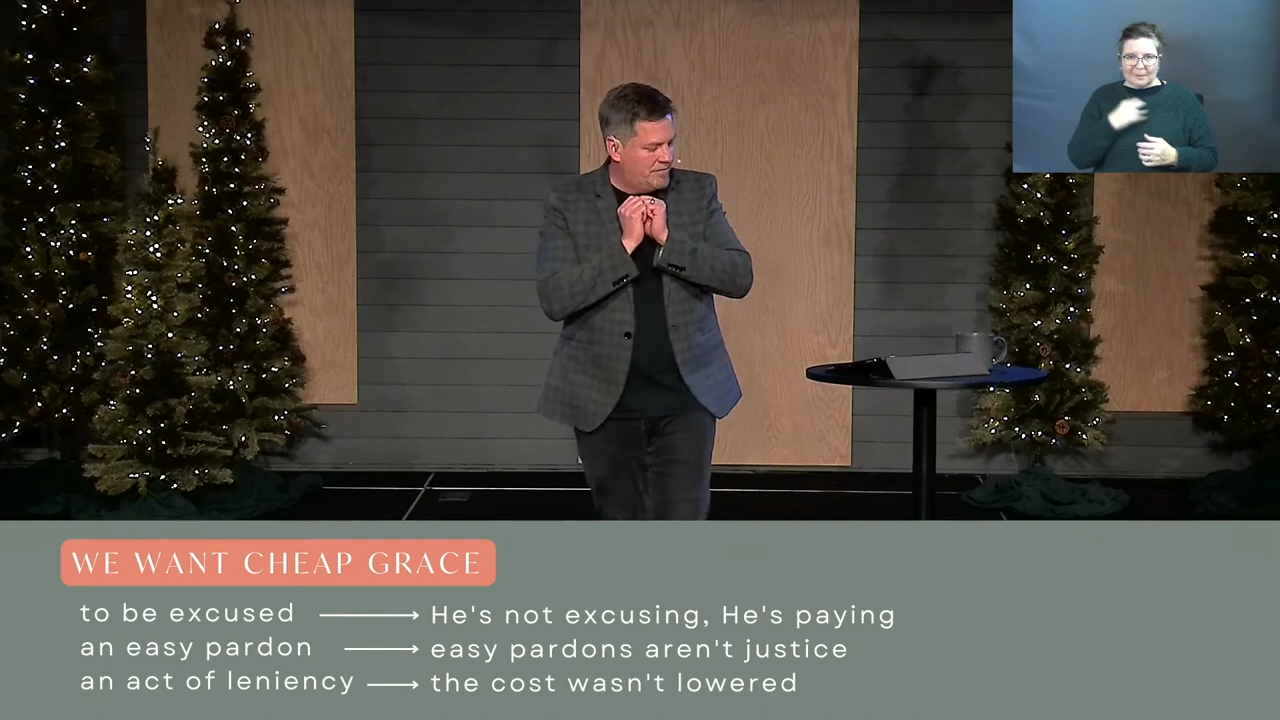 WE WANT CHEAP GRACE
to be excused ⟶ He's not excusing, He's paying
an easy pardon ⟶ easy pardons aren't justice
an act of leniency ⟶ the cost wasn't lowered